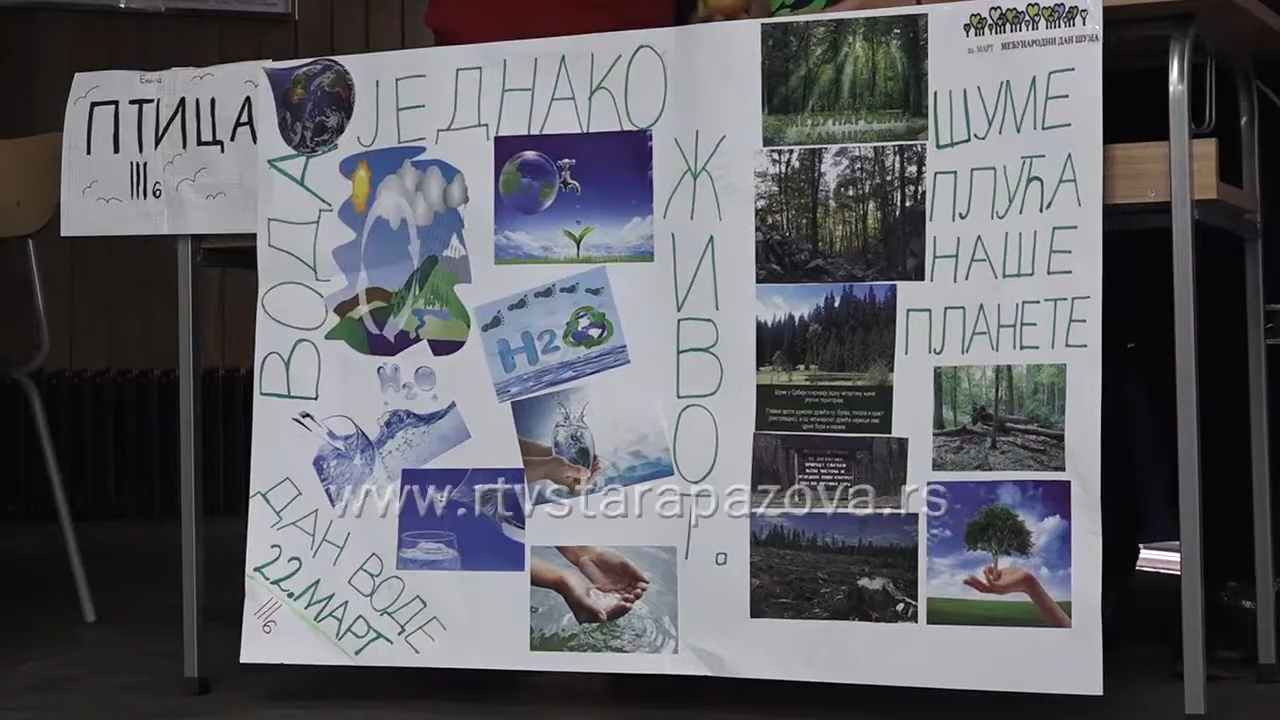 ПТИЦА
III6
ВОДА ЈЕДНАКО
ЖИВОТ.
H2O
H2O
ДАН ВОДЕ
22.МАРТ
III6
21. МАРТ МЕЂУНАРОДНИ ДАН ШУМА
ШУМЕ
ПЛУЋА
НАШЕ
ПЛАНЕТЕ
www.rtvstarapazova.rs